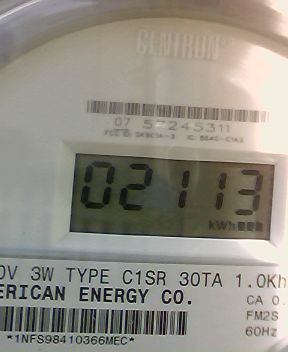 CENTRON®
07 57245311
02113
kWh
0V 3W TYPE C1SR 30TA 1.0Kh
ERICAN ENERGY CO.
CA 0.
FM2S
60Hz
*1NFS98410366MEC*